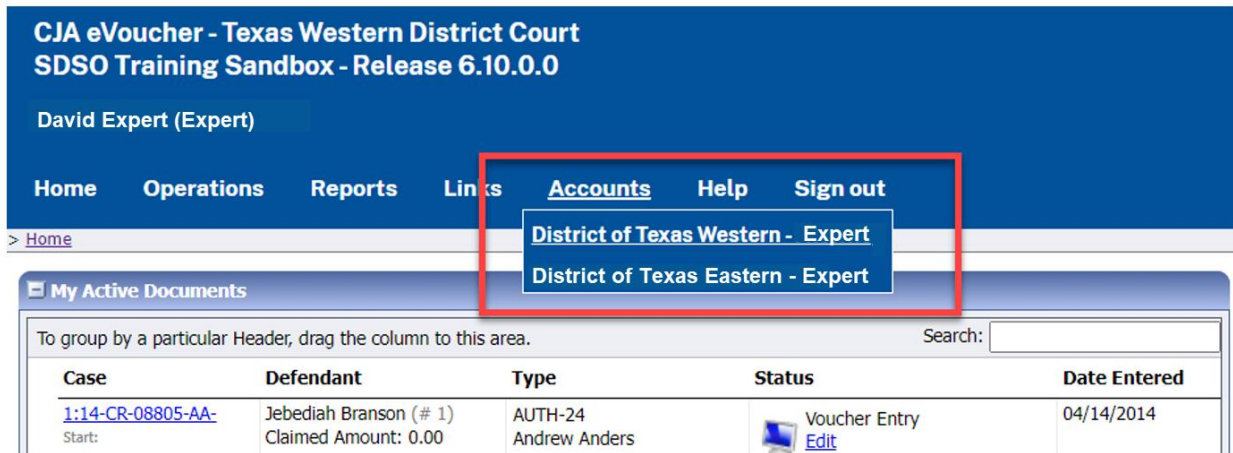 CJA eVoucher - Texas Western District Court
SDSO Training Sandbox - Release 6.10.0.0
David Expert (Expert)
Home Operations Reports Links Accounts Help Sign out
> Home
District of Texas Western - Expert
District of Texas Eastern - Expert
My Active Documents
To group by a particular Header, drag the column to this area. Search:
Case Defendant Type Status Date Entered
1:14-CR-08805-AA- Jebediah Branson (# 1) AUTH-24 Voucher Entry 04/14/2014
Start: Claimed Amount: 0.00 Andrew Anders Edit